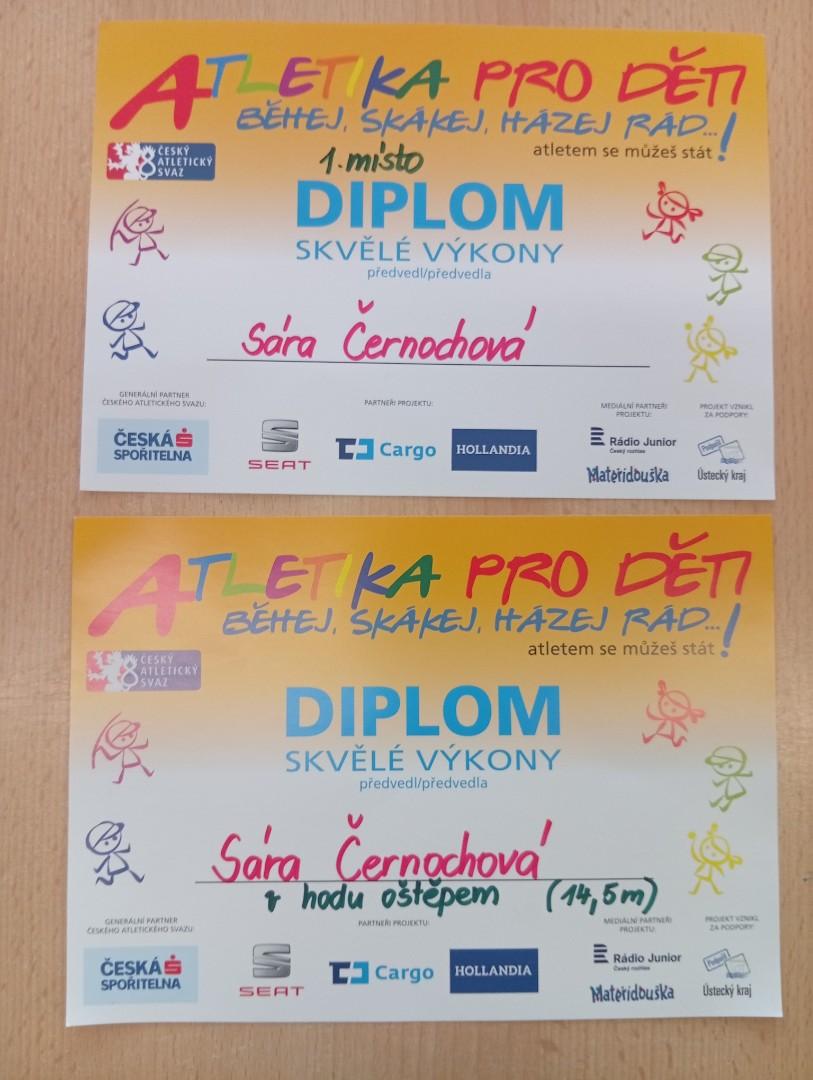 ATLETIKA PRO DĚTI
BĚHEJ, SKÁKEJ, HÁZEJ RÁD...!
atletem se můžeš stát
ČESKÝ
ATLETICKÝ
SVAZ
8
1. místo
DIPLOM
SKVĚLÉ VÝKONY
předvedl/předvedla
Sára Černochová
GENERÁLNÍ PARTNER
ČESKÉHO ATLETICKÉHO SVAZU:
PARTNEŘI PROJEKTU:
MEDIÁLNÍ PARTNEŘI
PROJEKTU:
PROJEKT VZNIKL
ZA PODPORY:
ČESKÁ
SPOŘITELNA
SEAT
Cargo
HOLLANDIA
Rádio Junior
Český rozhlas
Mateřídouška
Ústecký kraj
ATLETIKA PRO DĚTI
BĚHEJ, SKÁKEJ, HÁZEJ RÁD...!
atletem se můžeš stát
ČESKÝ
ATLETICKÝ
SVAZ
8
DIPLOM
SKVĚLÉ VÝKONY
předvedl/předvedla
Sára Černochová
v hodu oštěpem (14,5m)
GENERÁLNÍ PARTNER
ČESKÉHO ATLETICKÉHO SVAZU:
PARTNEŘI PROJEKTU:
MEDIÁLNÍ PARTNEŘI
PROJEKTU:
PROJEKT VZNIKL
ZA PODPORY:
ČESKÁ
SPOŘITELNA
SEAT
Cargo
HOLLANDIA
Rádio Junior
Český rozhlas
Mateřídouška
Ústecký kraj